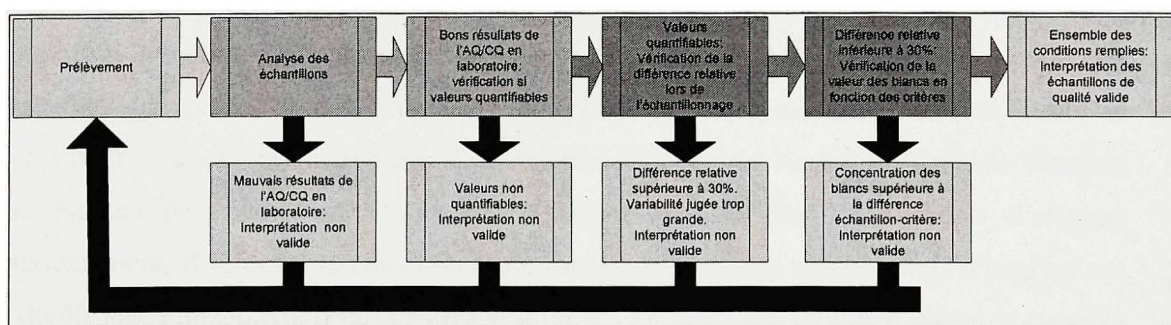 Prélèvement
Analyse des
échantillons
Bons résultats de
l'AQ/CQ en
laboratoire:
vérification si
valeurs quantifiables
Valeurs
quantifiables:
Vérification de la
différence relative
lors de
l'échantillonnage
Différence relative
inférieure à 30%:
Vérification de la
valeur des blancs en
fonction des critères
Ensemble des
conditions remplies:
Interprétation des
échantillons de
qualité valide
Mauvais résultats de
l'AQ/CQ en
laboratoire:
Interprétation non
valide
Valeurs non
quantifiables:
Interprétation non
valide
Différence relative
supérieure à 30%.
Variabilité jugée trop
grande.
Interprétation non
valide
Concentration des
blancs supérieure à
la différence
échantillon-critère:
Interprétation non
valide